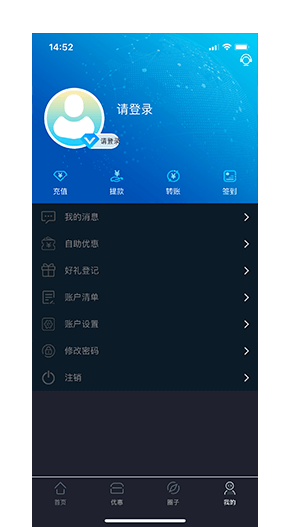 14:52
请登录
请登录
充值 提款 转账 签到
我的消息
自助优惠
好礼登记
账户清单
账户设置
修改密码
注销
首页 优惠 圈子 我的